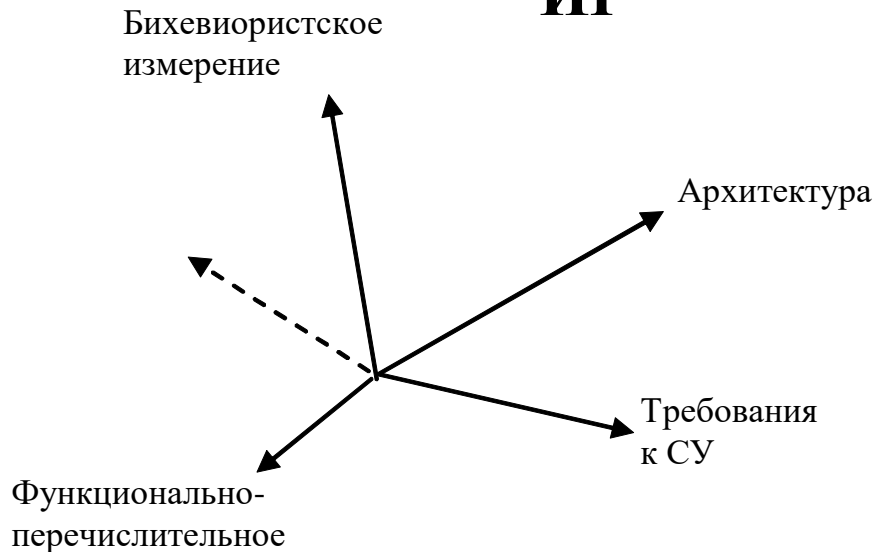 Бихевиористское
измерение
Архитектура
Требования
к СУ
Функционально-
перечислительное